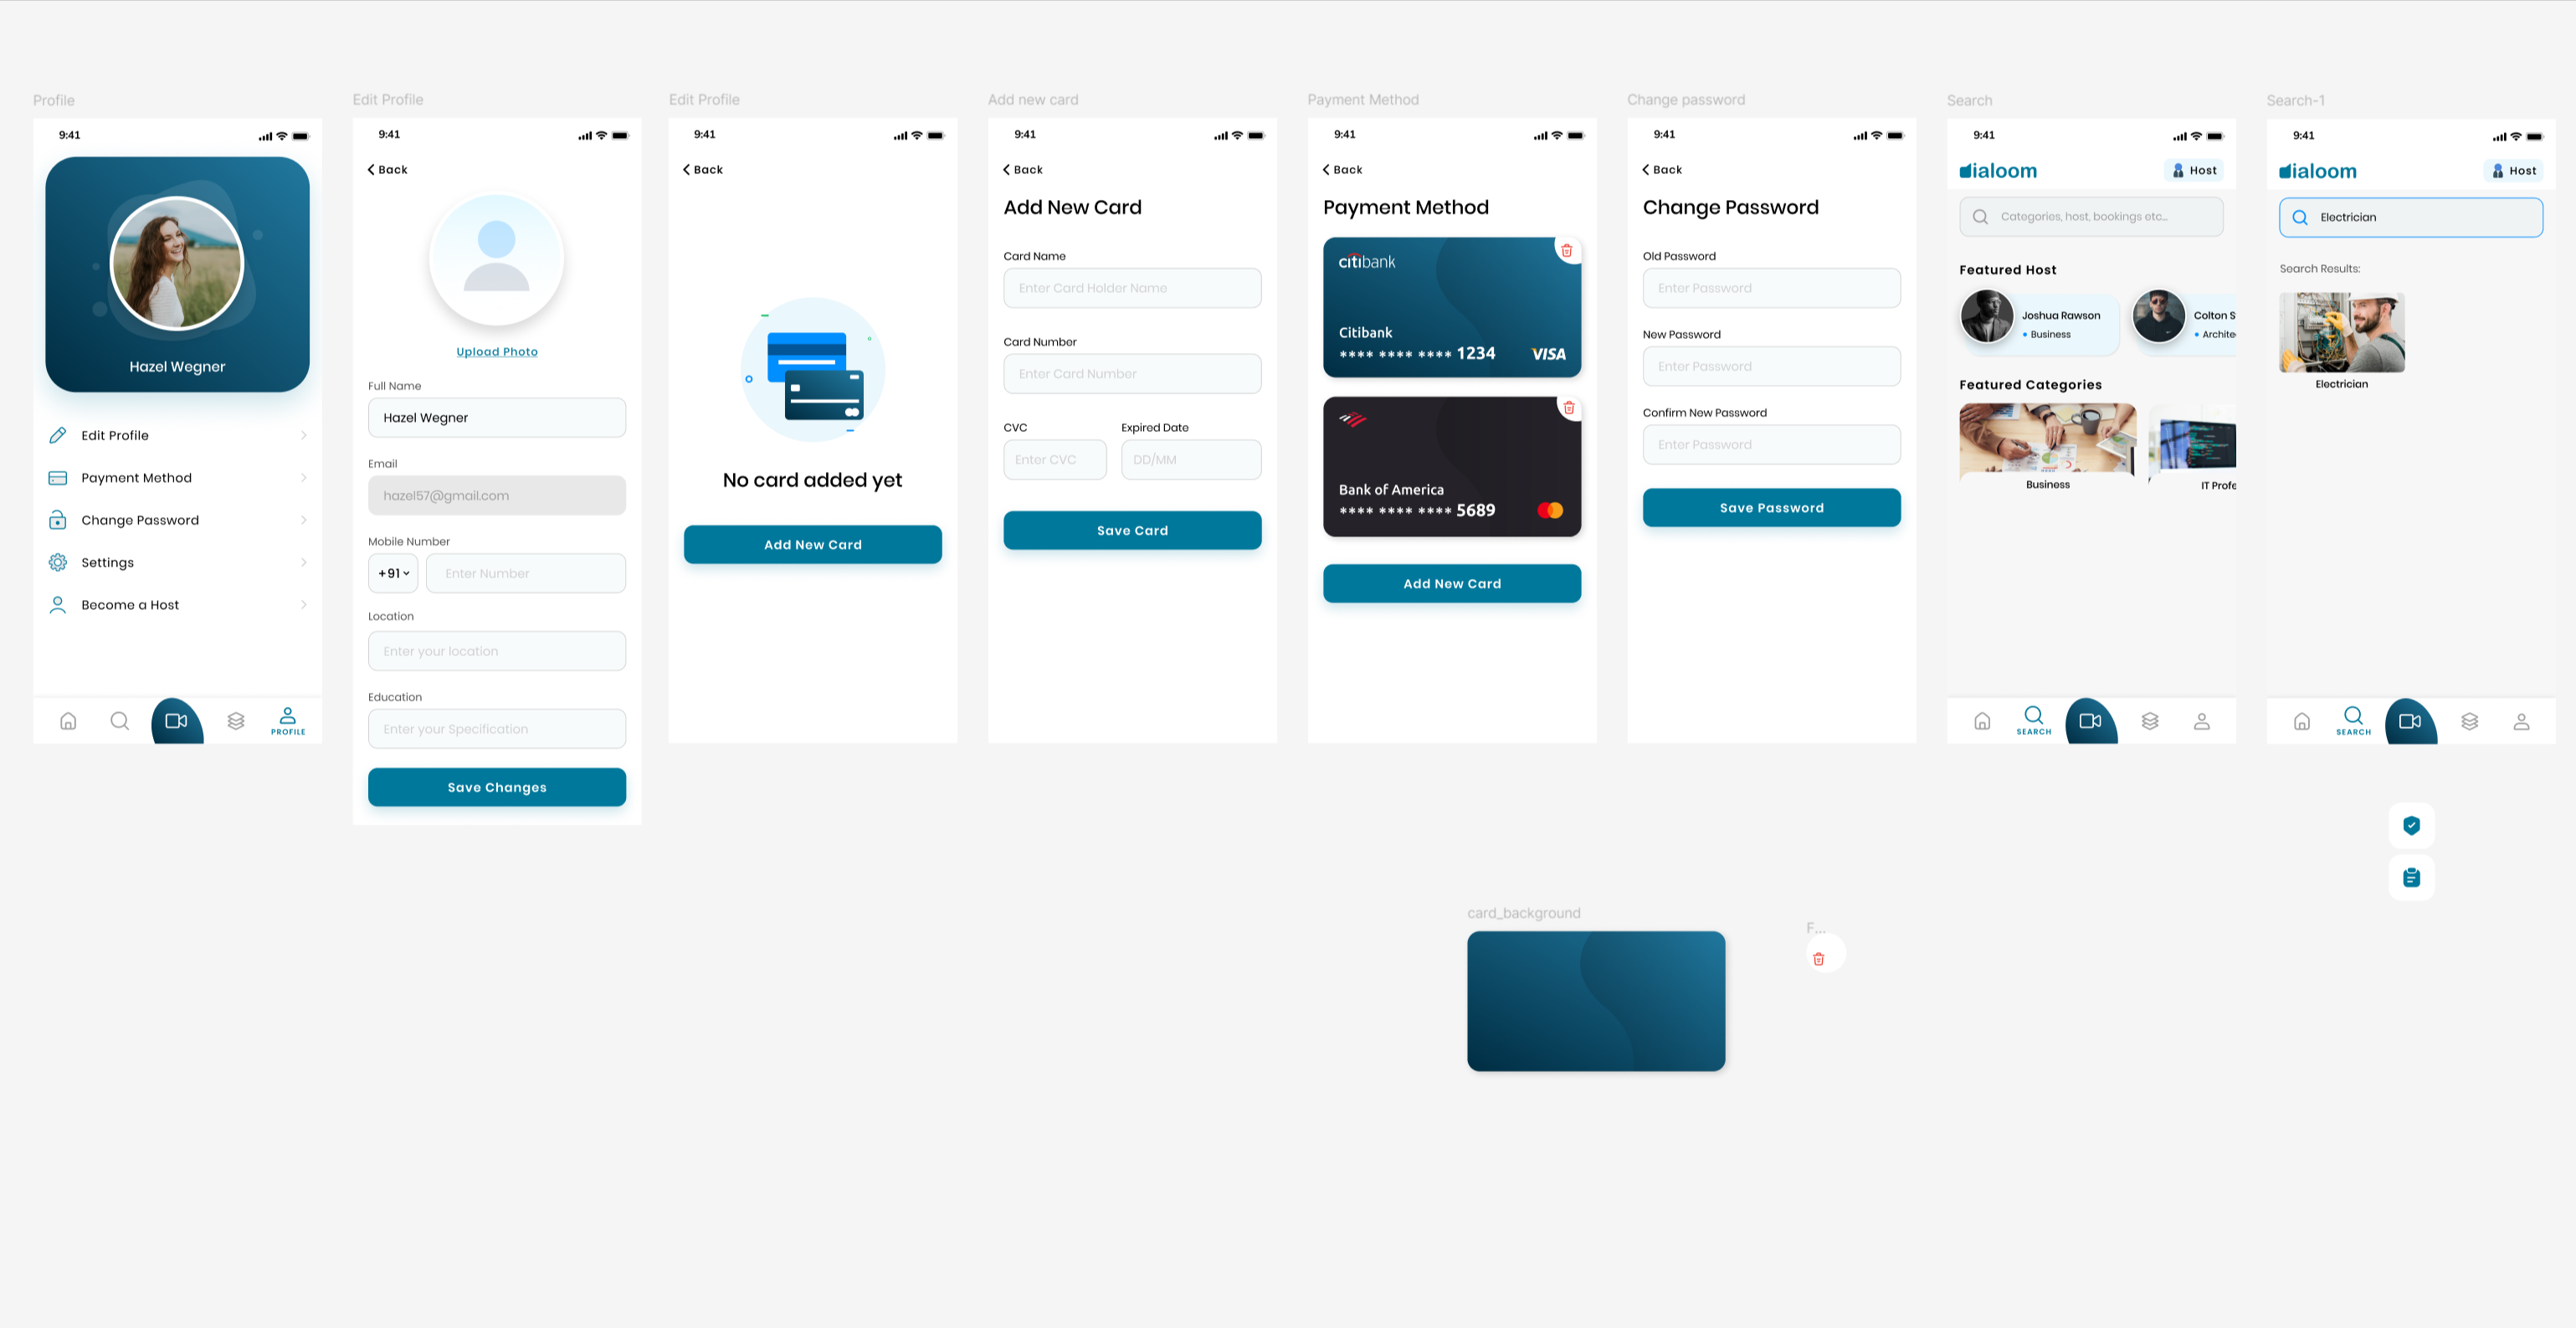 Profile
9:41
Hazel Wegner
Edit Profile
Payment Method
Change Password
Settings
Become a Host
PROFILE
Edit Profile
9:41
Back
Upload Photo
Full Name
Hazel Wegner
Email
hazel57@gmail.com
Mobile Number
+91
Enter Number
Location
Enter your location
Education
Enter your Specification
Save Changes
Edit Profile
9:41
Back
No card added yet
Add New Card
Add new card
9:41
Back
Add New Card
Card Name
Enter Card Holder Name
Card Number
Enter Card Number
CVC Expired Date
Enter CVC DD/MM
Save Card
Payment Method
9:41
Back
Payment Method
citibank
Citibank
**** **** **** 1234 VISA
Bank of America
**** **** **** 5689
Add New Card
Change password
9:41
Back
Change Password
Old Password
Enter Password
New Password
Enter Password
Confirm New Password
Enter Password
Save Password
Search
9:41
dialoom Host
Categories, host, bookings etc...
Featured Host
Joshua Rawson Colton S
• Business • Archite
Featured Categories
Business IT Profe
SEARCH
Search-1
9:41
dialoom Host
Electrician
Search Results:
Electrician
SEARCH
card_background
F...